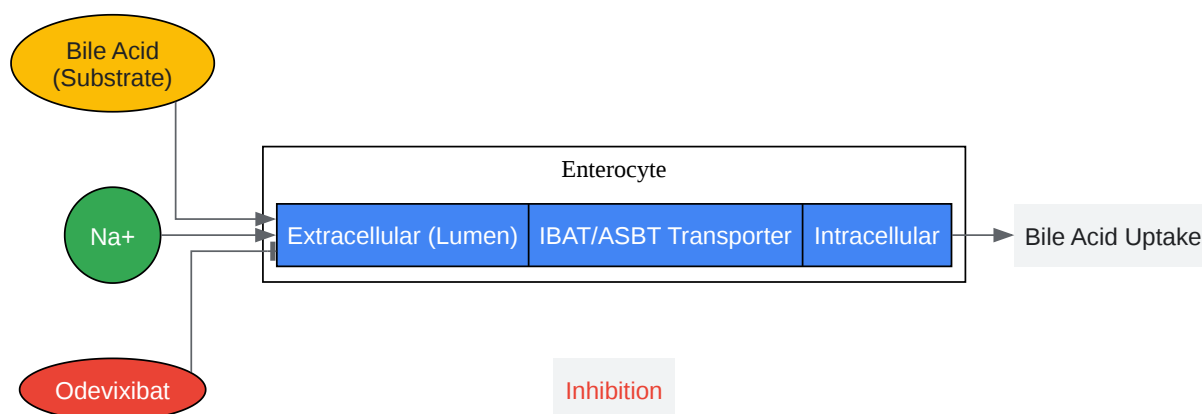 Bile Acid
(Substrate)
Enterocyte
Na+
Extracellular (Lumen)
IBAT/ASBT Transporter
Intracellular
Bile Acid Uptake
Odevixibat
Inhibition